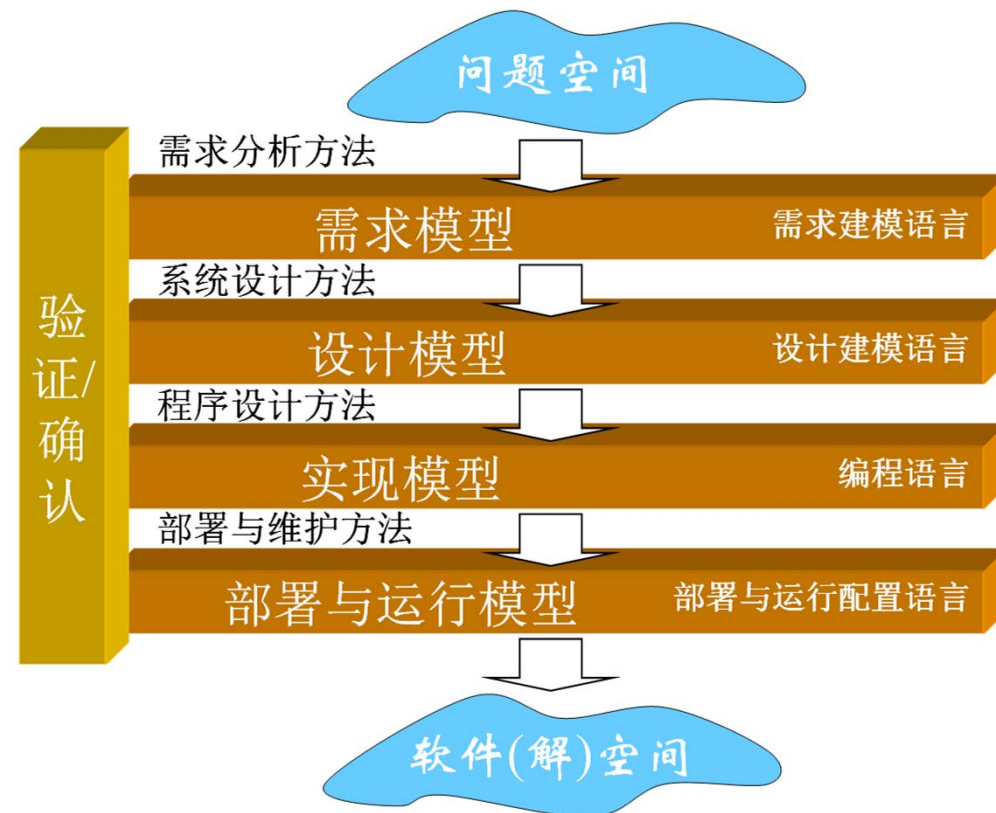 问题空间
需求分析方法
需求模型
需求建模语言
系统设计方法
设计模型
设计建模语言
程序设计方法
实现模型
编程语言
部署与维护方法
部署与运行模型
部署与运行配置语言
验
证/
确
认
软件(解)空间